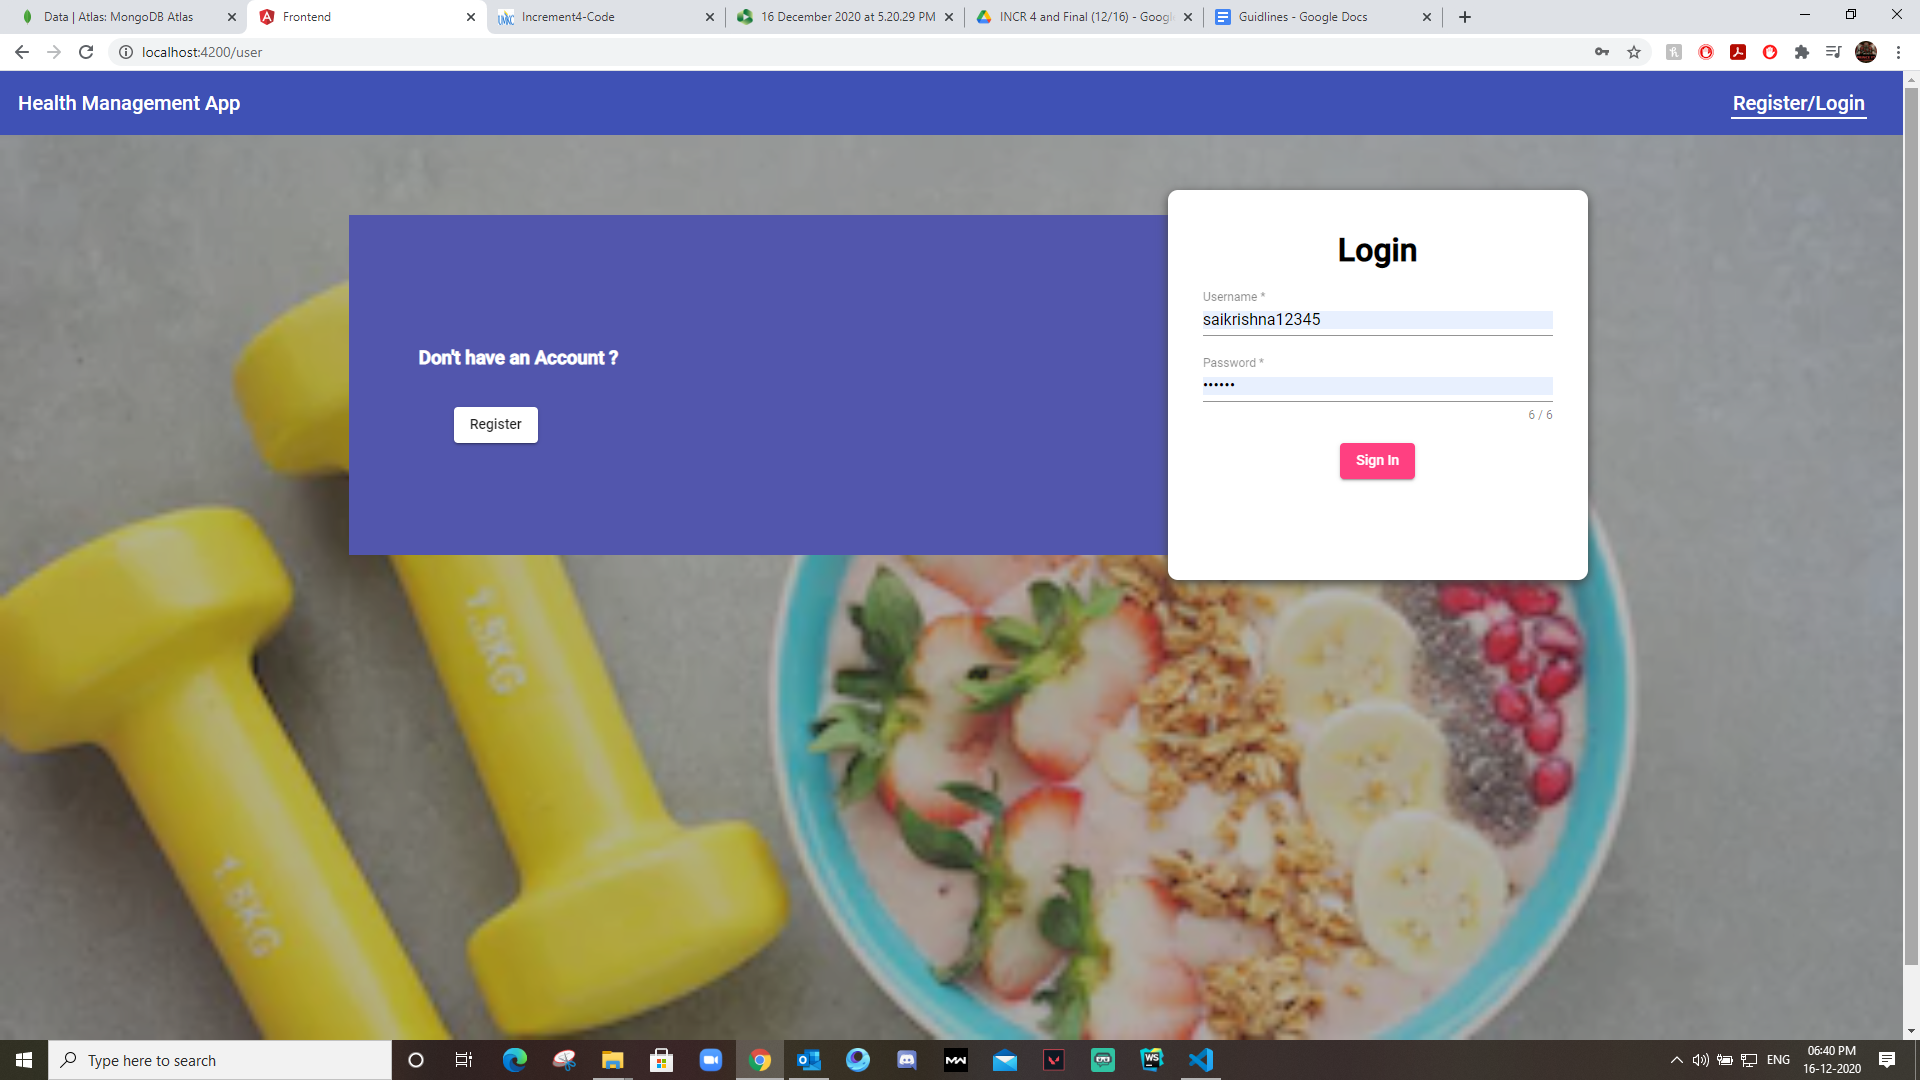 Data | Atlas: MongoDB Atlas
Frontend
Increment4-Code
16 December 2020 at 5.20.29 PM
INCR 4 and Final (12/16) - Goog
Guidlines - Google Docs
localhost:4200/user
Health Management App
Register/Login
Login
Username *
saikrishna12345
Password *
••••••
6 / 6
Sign In
Don't have an Account ?
Register
1.5KG
1.5KG
Type here to search
ENG
06:40 PM
16-12-2020